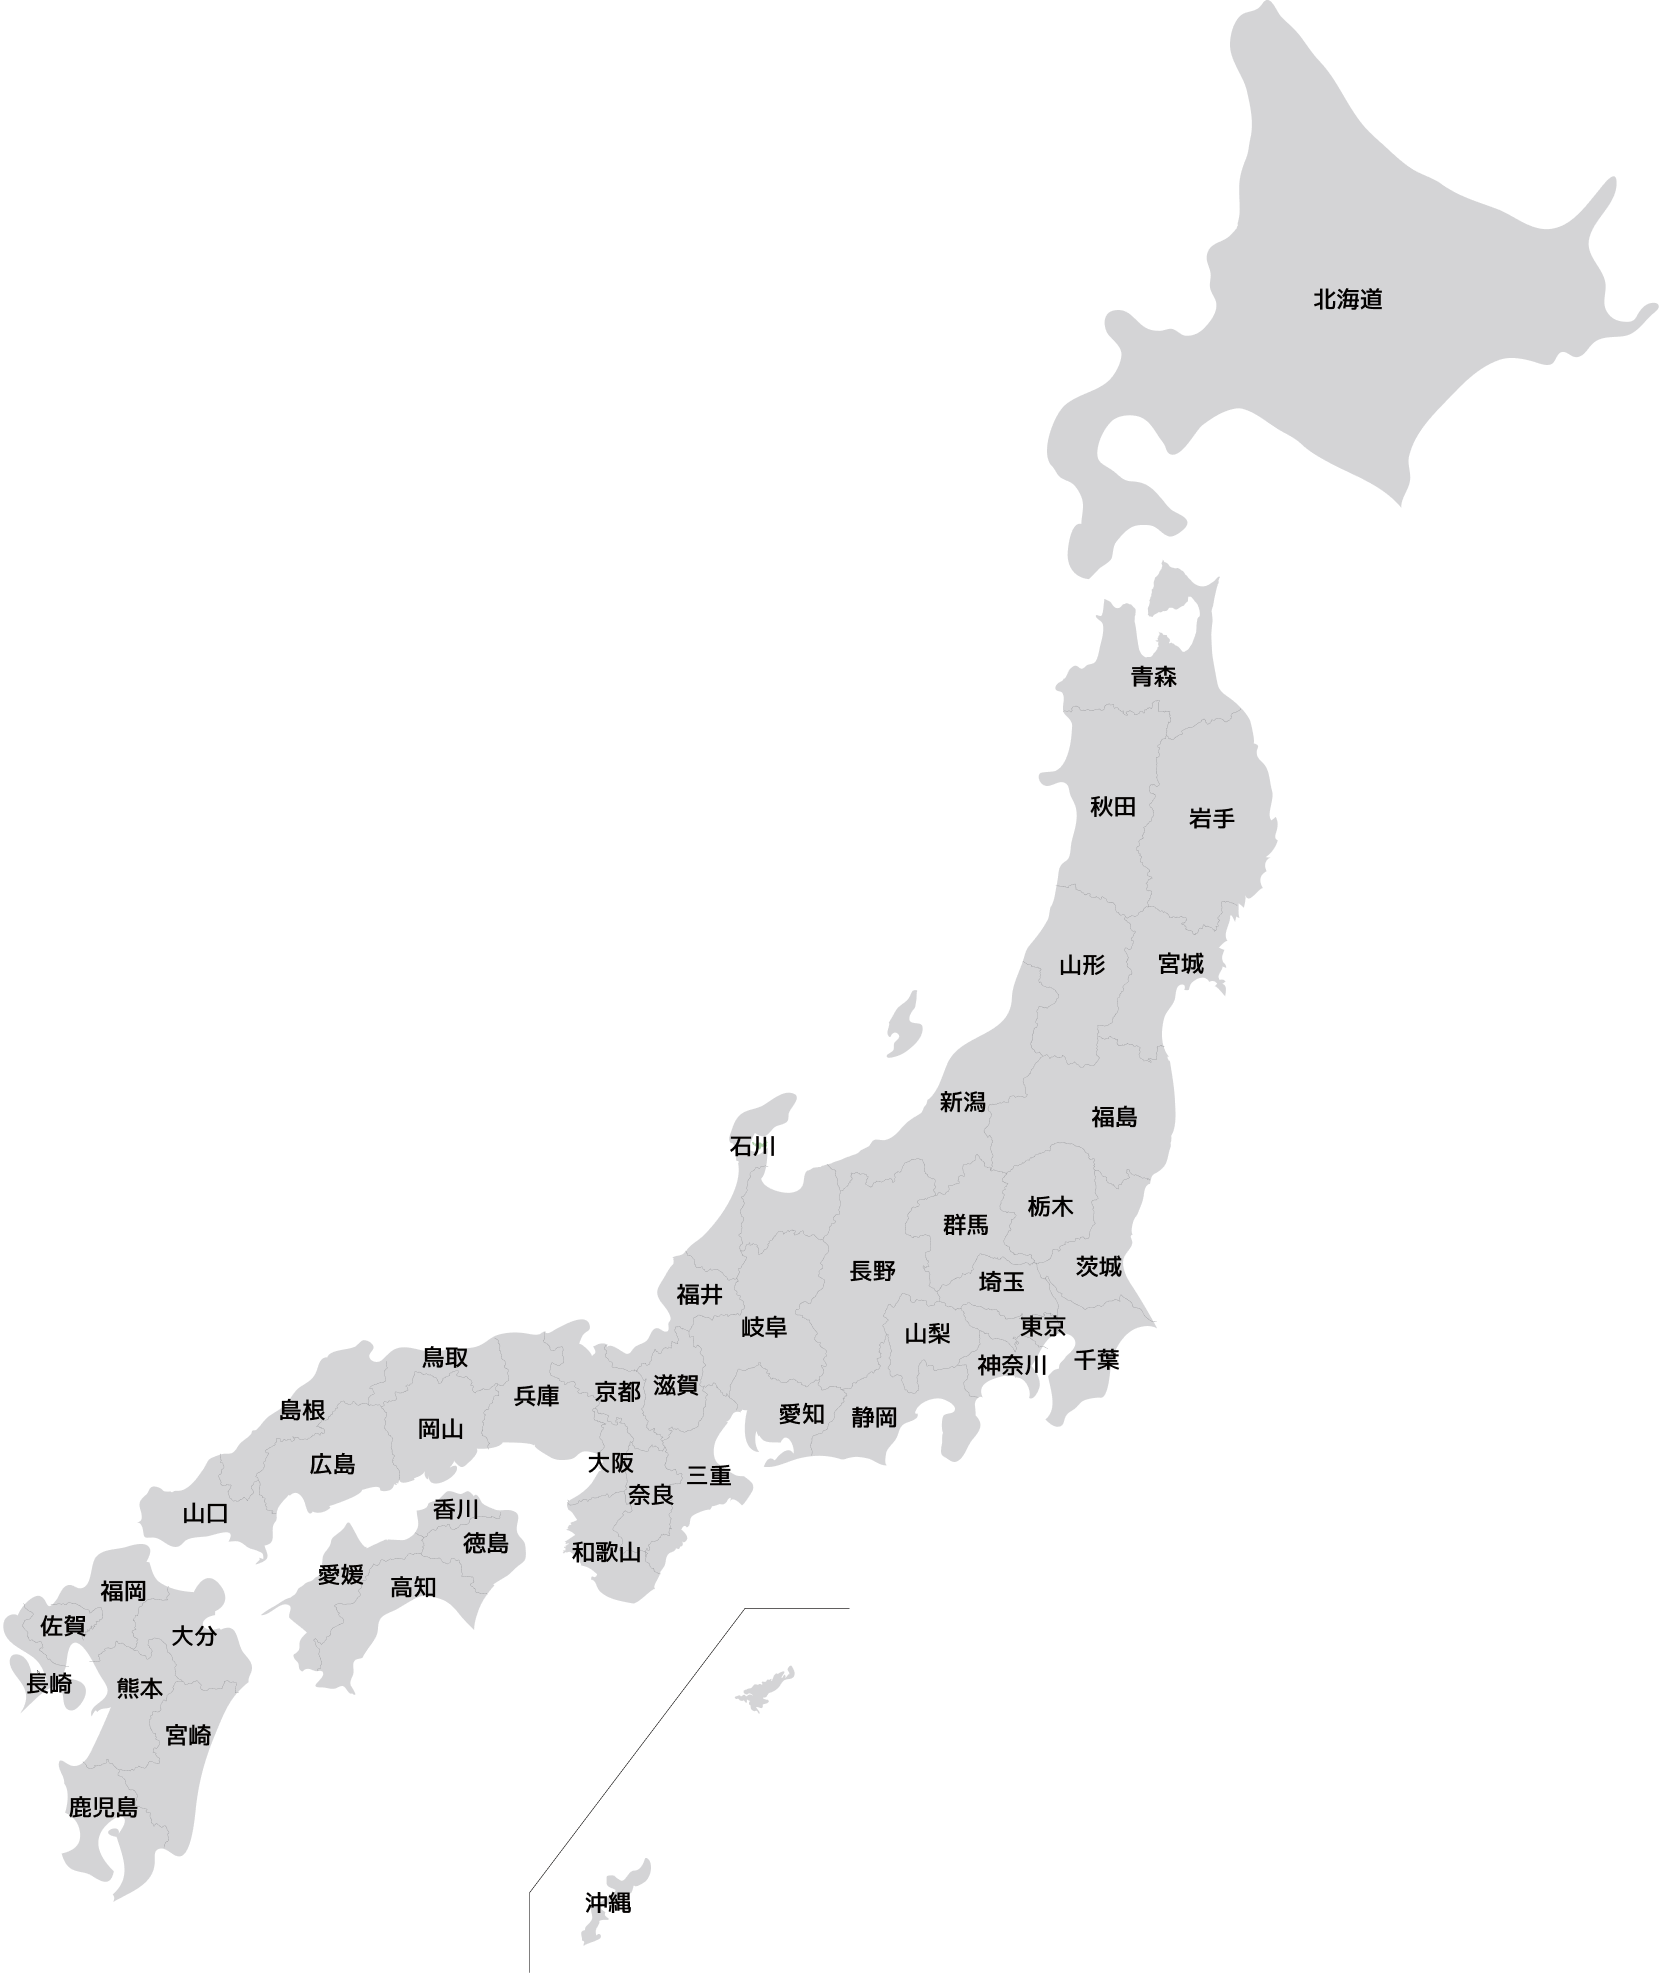 北海道
青森
秋田
岩手
山形
宮城
新潟
福島
石川
栃木
群馬
茨城
長野
埼玉
福井
岐阜
東京
山梨
千葉
神奈川
鳥取
滋賀
京都
兵庫
島根
愛知
静岡
岡山
大阪
広島
三重
奈良
香川
山口
徳島
和歌山
愛媛
高知
福岡
佐賀
大分
長崎
熊本
宮崎
鹿児島
沖縄